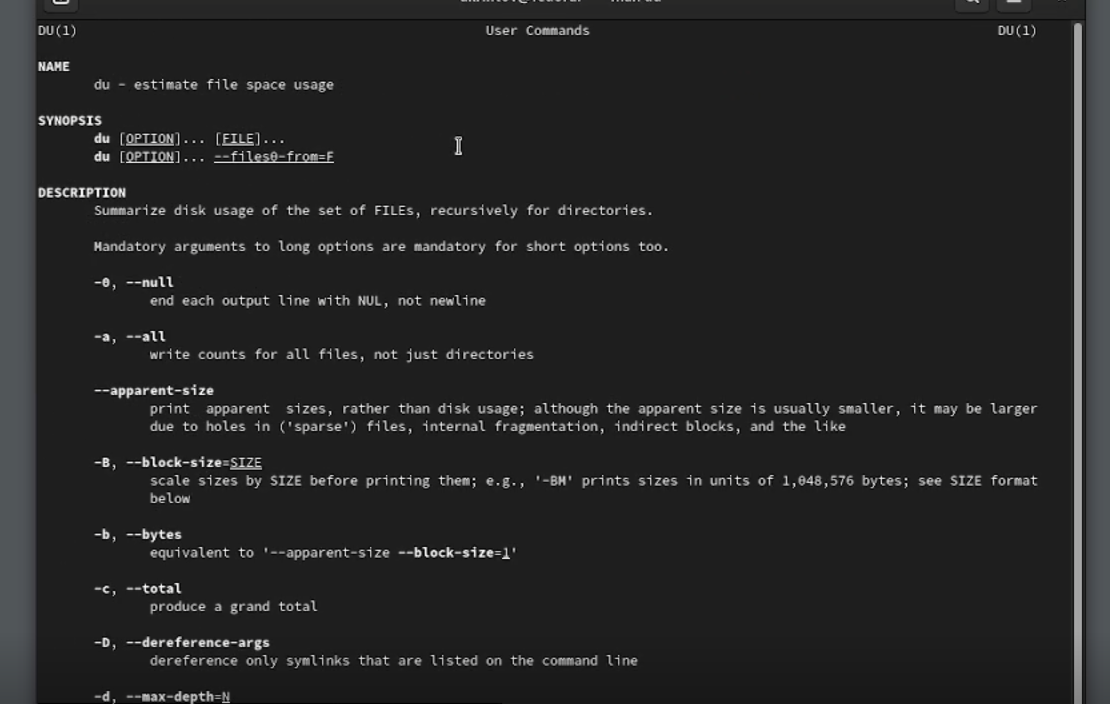 DU(1) User Commands DU(1)
NAME
du - estimate file space usage
SYNOPSIS
du [OPTION]... [FILE]...
du [OPTION]... --files0-from=F
DESCRIPTION
Summarize disk usage of the set of FILEs, recursively for directories.
Mandatory arguments to long options are mandatory for short options too.
-0, --null
end each output line with NUL, not newline
-a, --all
write counts for all files, not just directories
--apparent-size
print apparent sizes, rather than disk usage; although the apparent size is usually smaller, it may be larger
due to holes in ('sparse') files, internal fragmentation, indirect blocks, and the like
-B, --block-size=SIZE
scale sizes by SIZE before printing them; e.g., '-BM' prints sizes in units of 1,048,576 bytes; see SIZE format
below
-b, --bytes
equivalent to '--apparent-size --block-size=1'
-c, --total
produce a grand total
-D, --dereference-args
dereference only symlinks that are listed on the command line
-d, --max-depth=N